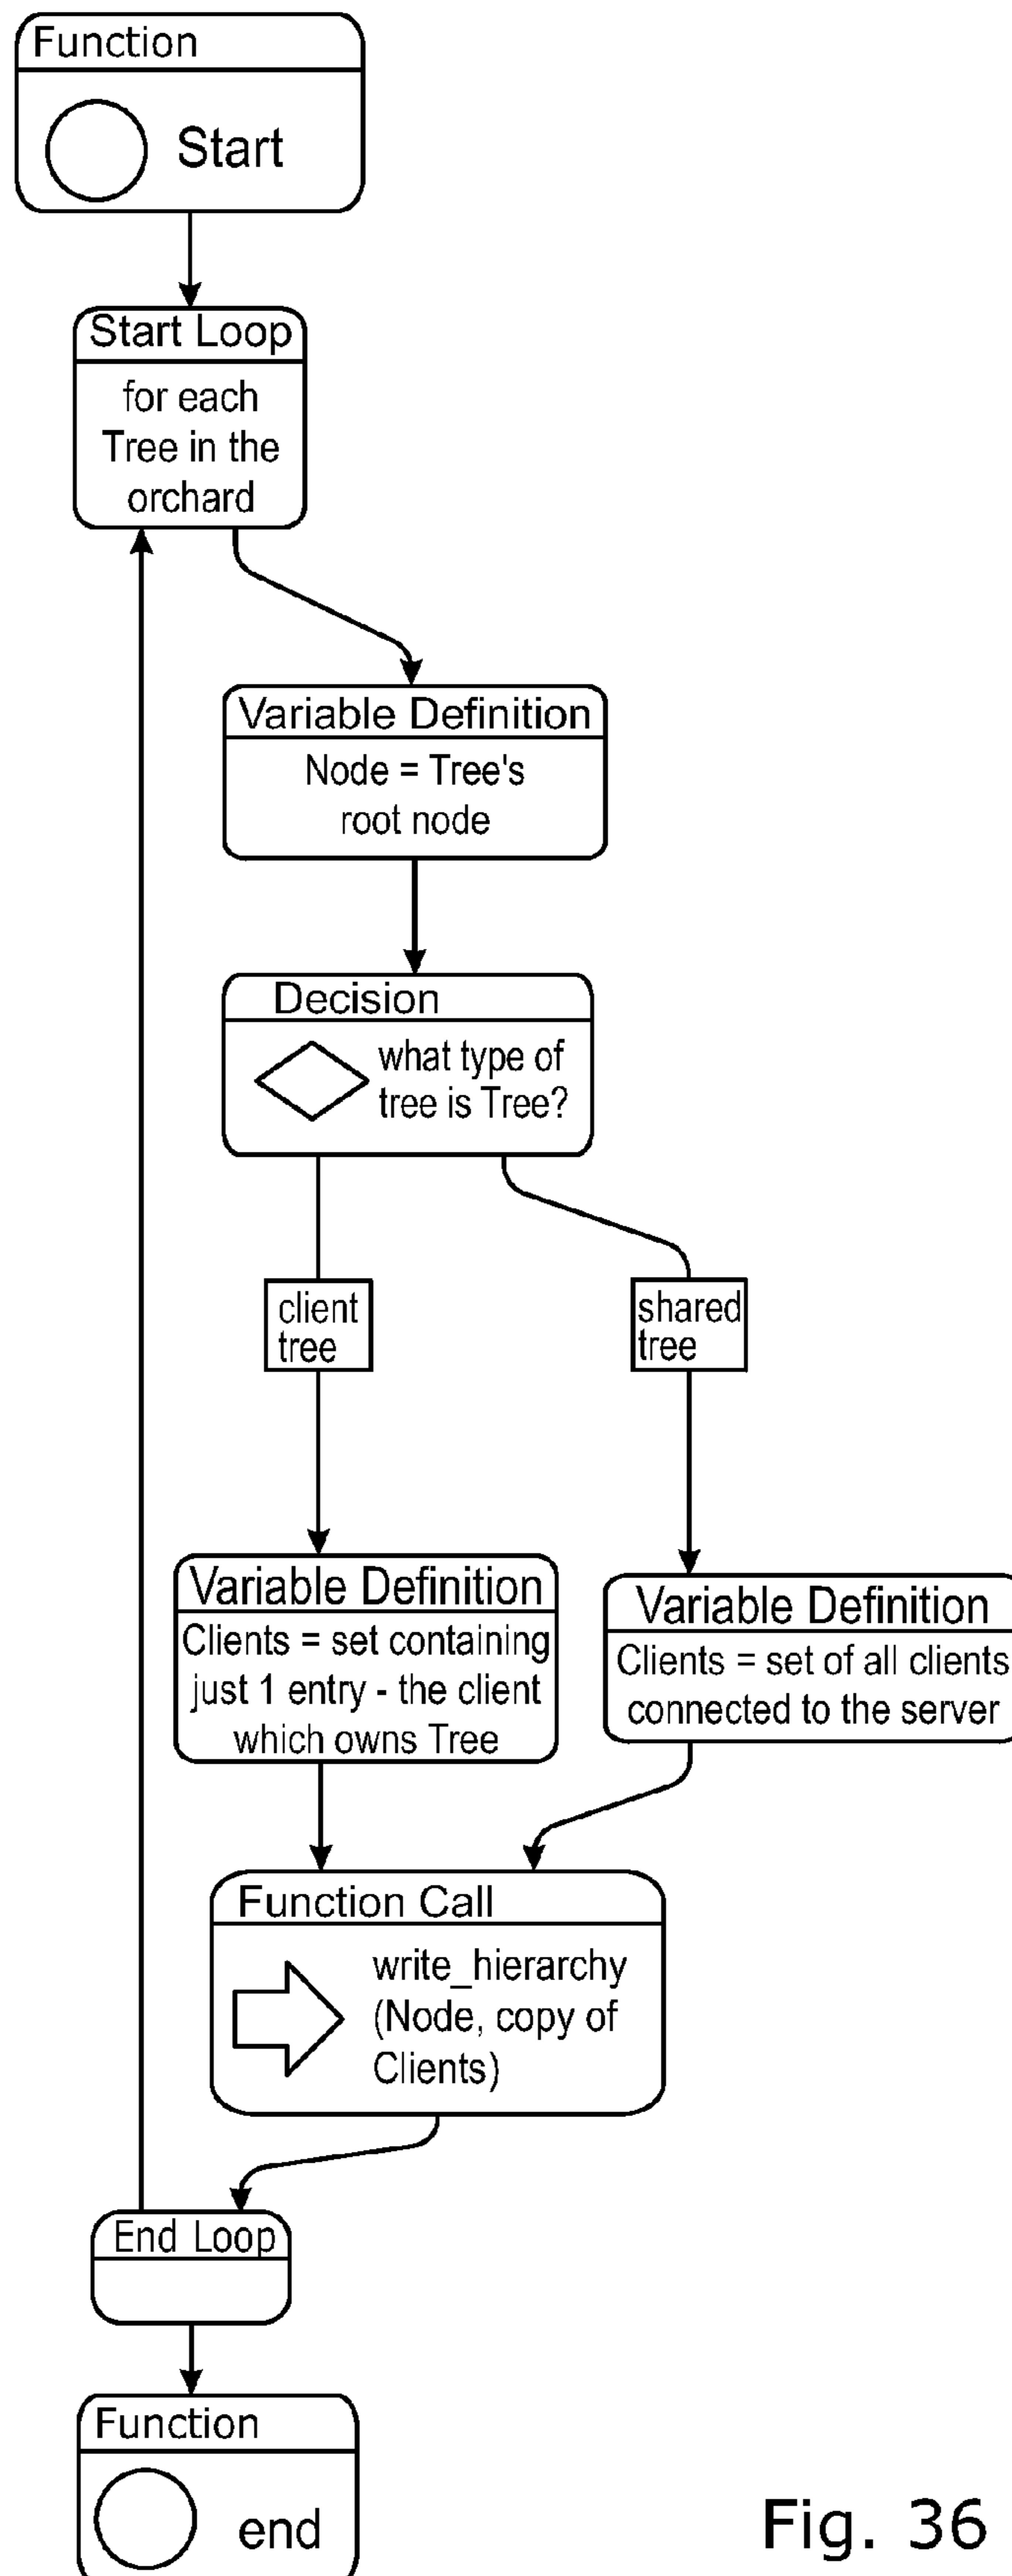 Function
Start
Start Loop
for each
Tree in the
orchard
Variable Definition
Node = Tree's
root node
Decision
what type of
tree is Tree?
client
tree
shared
tree
Variable Definition
Clients = set containing
just 1 entry - the client
which owns Tree
Variable Definition
Clients = set of all clients
connected to the server
Function Call
write_hierarchy
(Node, copy of
Clients)
End Loop
Function
end
Fig. 36